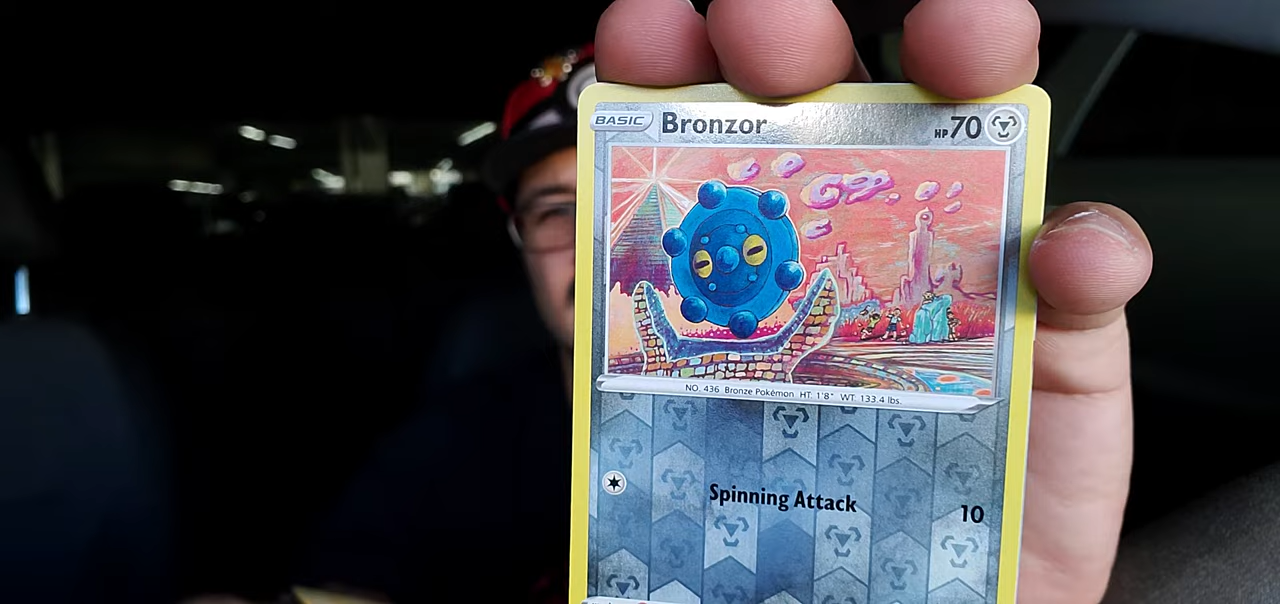 BASIC Bronzor HP 70
NO. 436 Bronze Pokémon HT: 1'8" WT: 133.4 lbs.
Spinning Attack 10